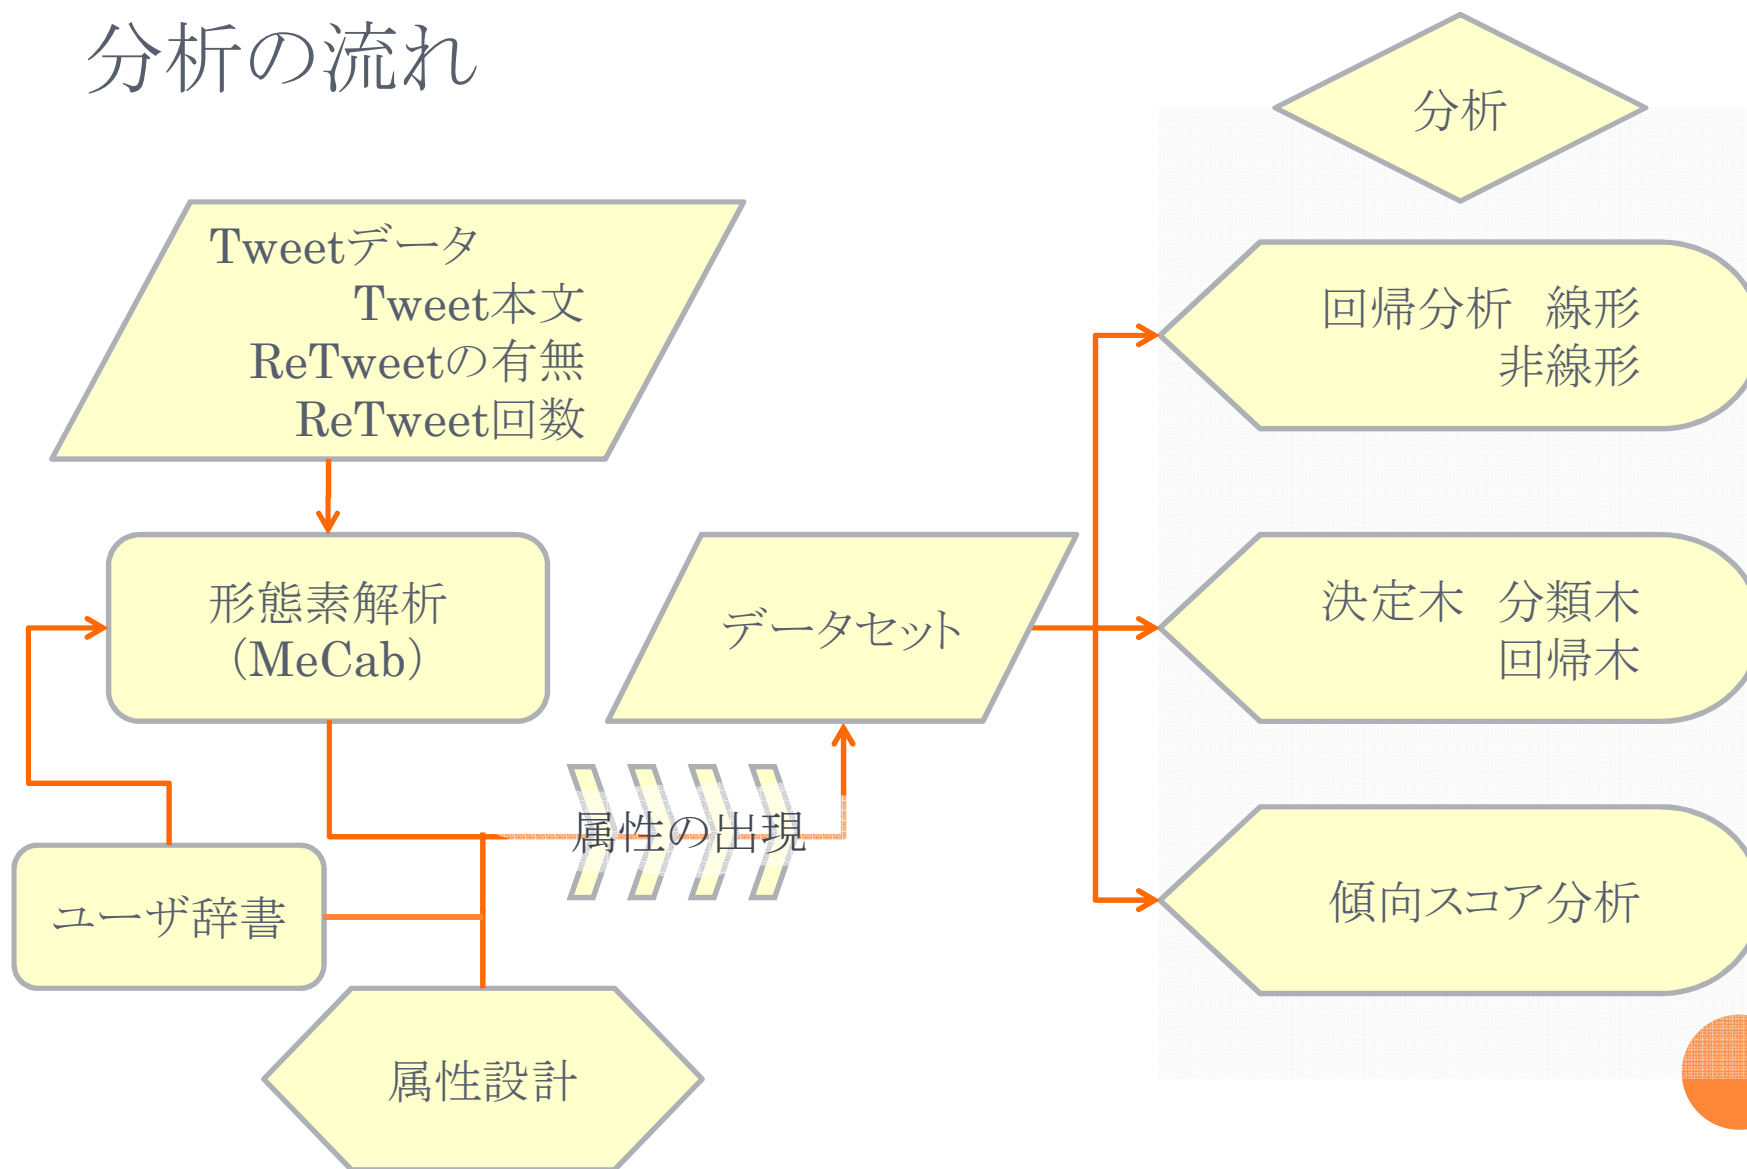 分析の流れ
Tweetデータ
Tweet本文
ReTweetの有無
ReTweet回数
形態素解析
(MeCab)
ユーザ辞書
属性設計
属性の出現
データセット
分析
回帰分析　線形
非線形
決定木　分類木
回帰木
傾向スコア分析